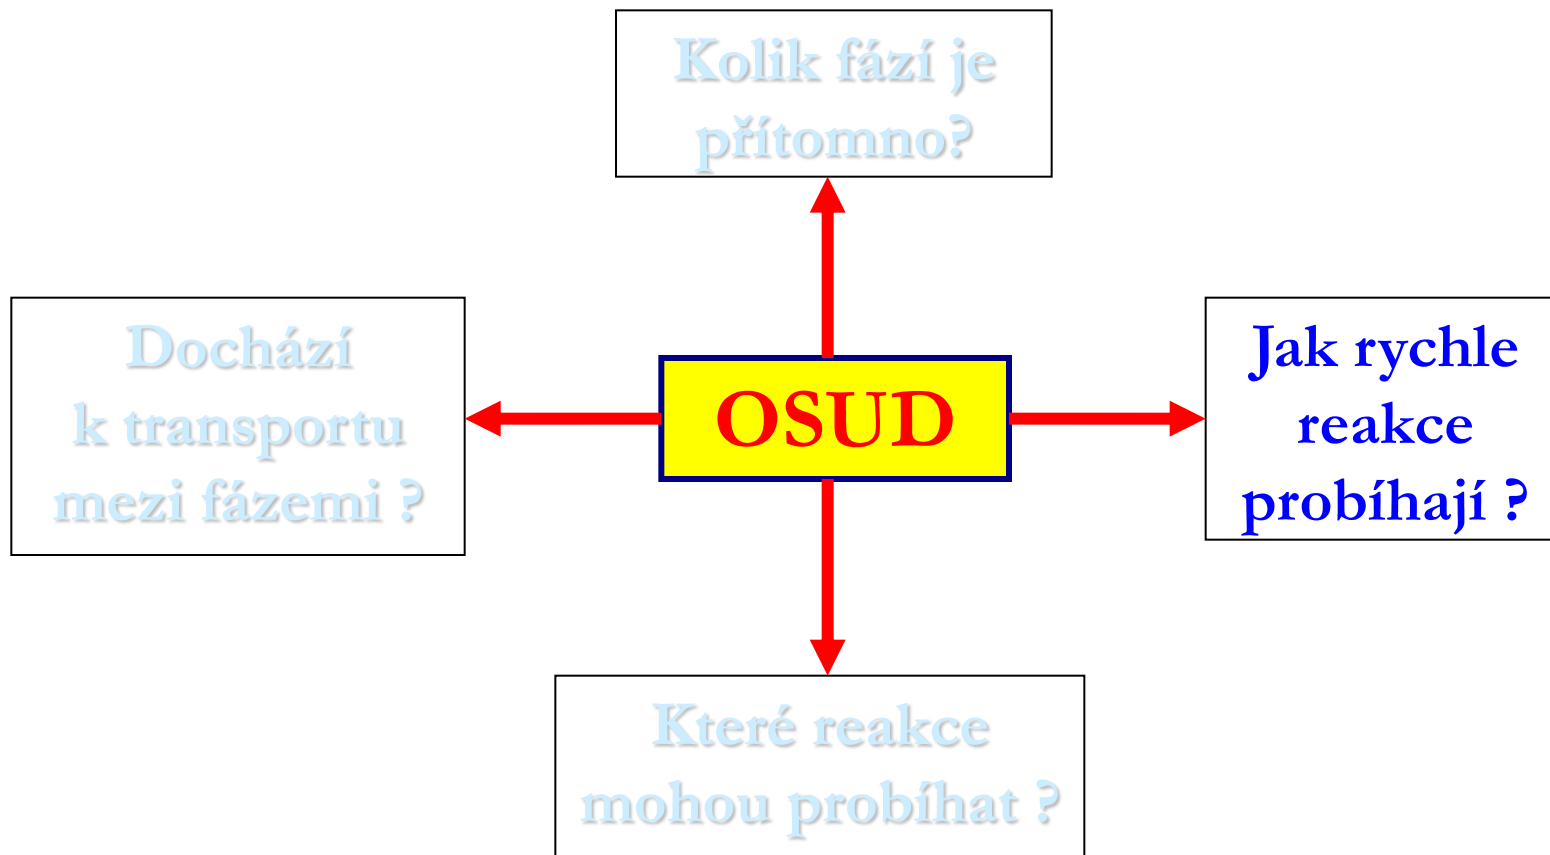 Kolik fází je
přítomno?
Dochází
k transportu
mezi fázemi ?
OSUD
Jak rychle
reakce
probíhají ?
Které reakce
mohou probíhat ?